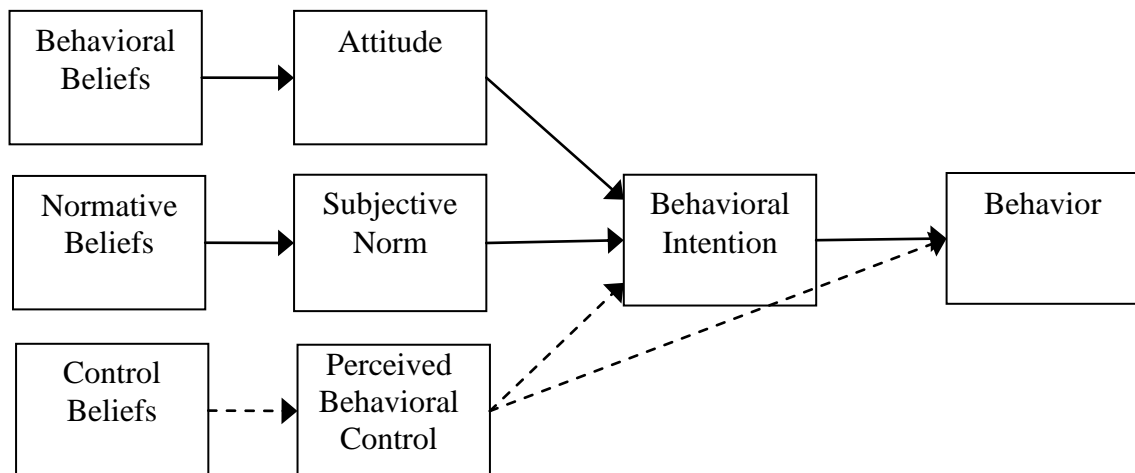 Behavioral
Beliefs
Attitude
Normative
Beliefs
Subjective
Norm
Behavioral
Intention
Behavior
Control
Beliefs
Perceived
Behavioral
Control